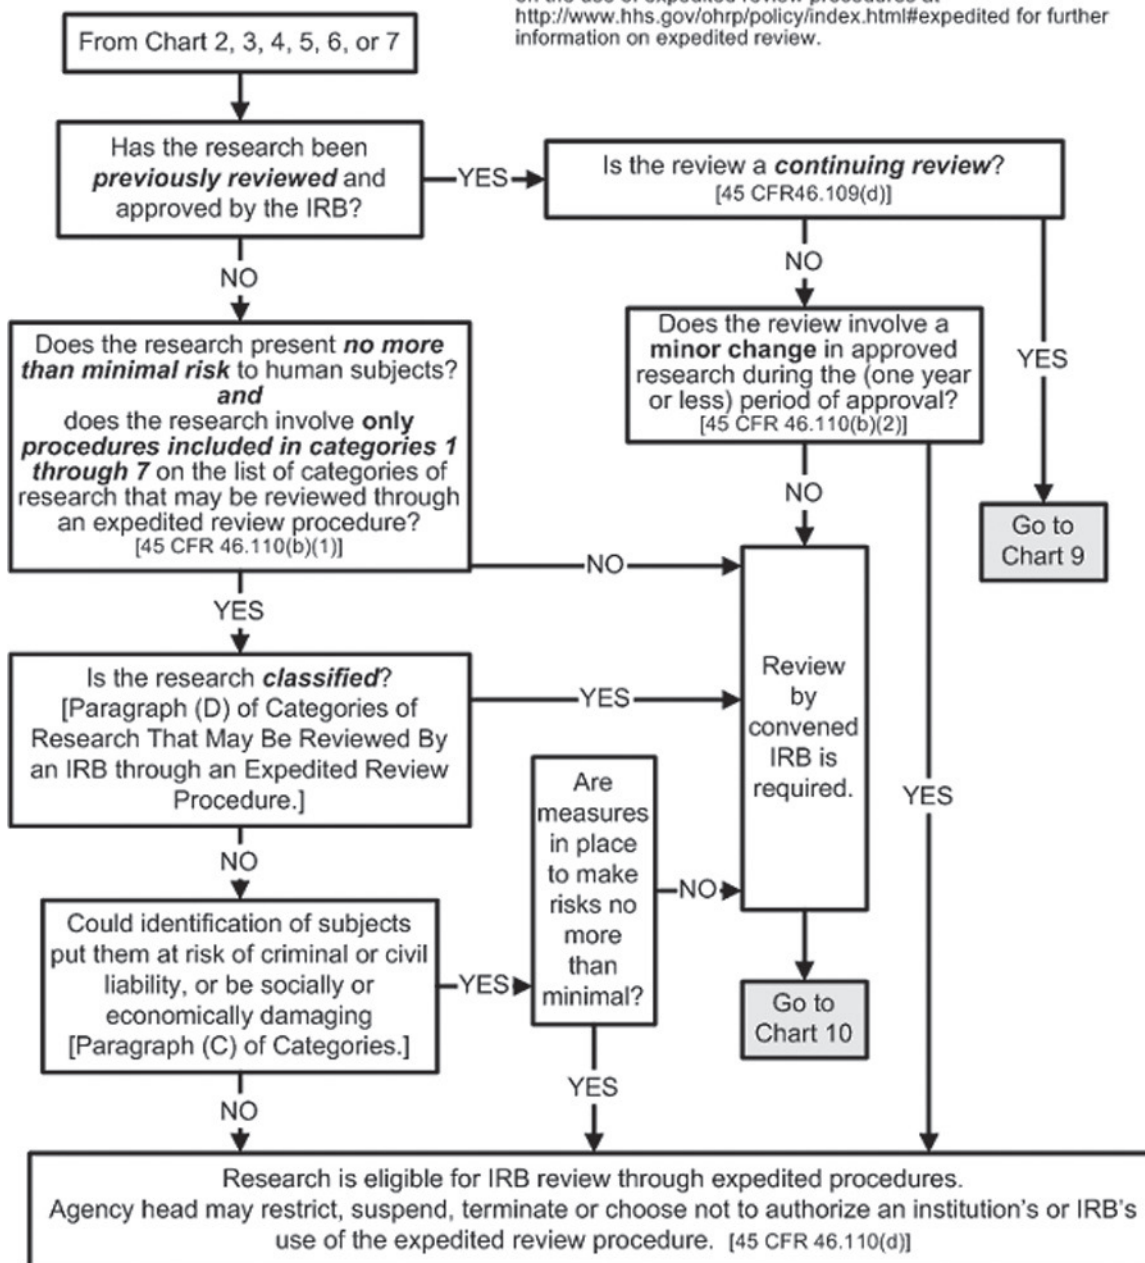 on the use of expedited review procedures at
http://www.hhs.gov/ohrp/policy/index.html#expedited for further
information on expedited review.
From Chart 2, 3, 4, 5, 6, or 7
Has the research been
previously reviewed and
approved by the IRB?
YES
Is the review a continuing review?
[45 CFR46.109(d)]
NO
NO
YES
Does the research present no more
than minimal risk to human subjects?
and
does the research involve only
procedures included in categories 1
through 7 on the list of categories of
research that may be reviewed through
an expedited review procedure?
[45 CFR 46.110(b)(1)]
Does the review involve a
minor change in approved
research during the (one year
or less) period of approval?
[45 CFR 46.110(b)(2)]
NO
Go to
Chart 9
NO
YES
Is the research classified?
[Paragraph (D) of Categories of
Research That May Be Reviewed By
an IRB through an Expedited Review
Procedure.]
YES
Review
by
convened
IRB is
required.
YES
NO
Could identification of subjects
put them at risk of criminal or civil
liability, or be socially or
economically damaging
[Paragraph (C) of Categories.]
YES
Are
measures
in place
to make
risks no
more
than
minimal?
NO
Go to
Chart 10
YES
NO
Research is eligible for IRB review through expedited procedures.
Agency head may restrict, suspend, terminate or choose not to authorize an institution's or IRB's
use of the expedited review procedure. [45 CFR 46.110(d)]